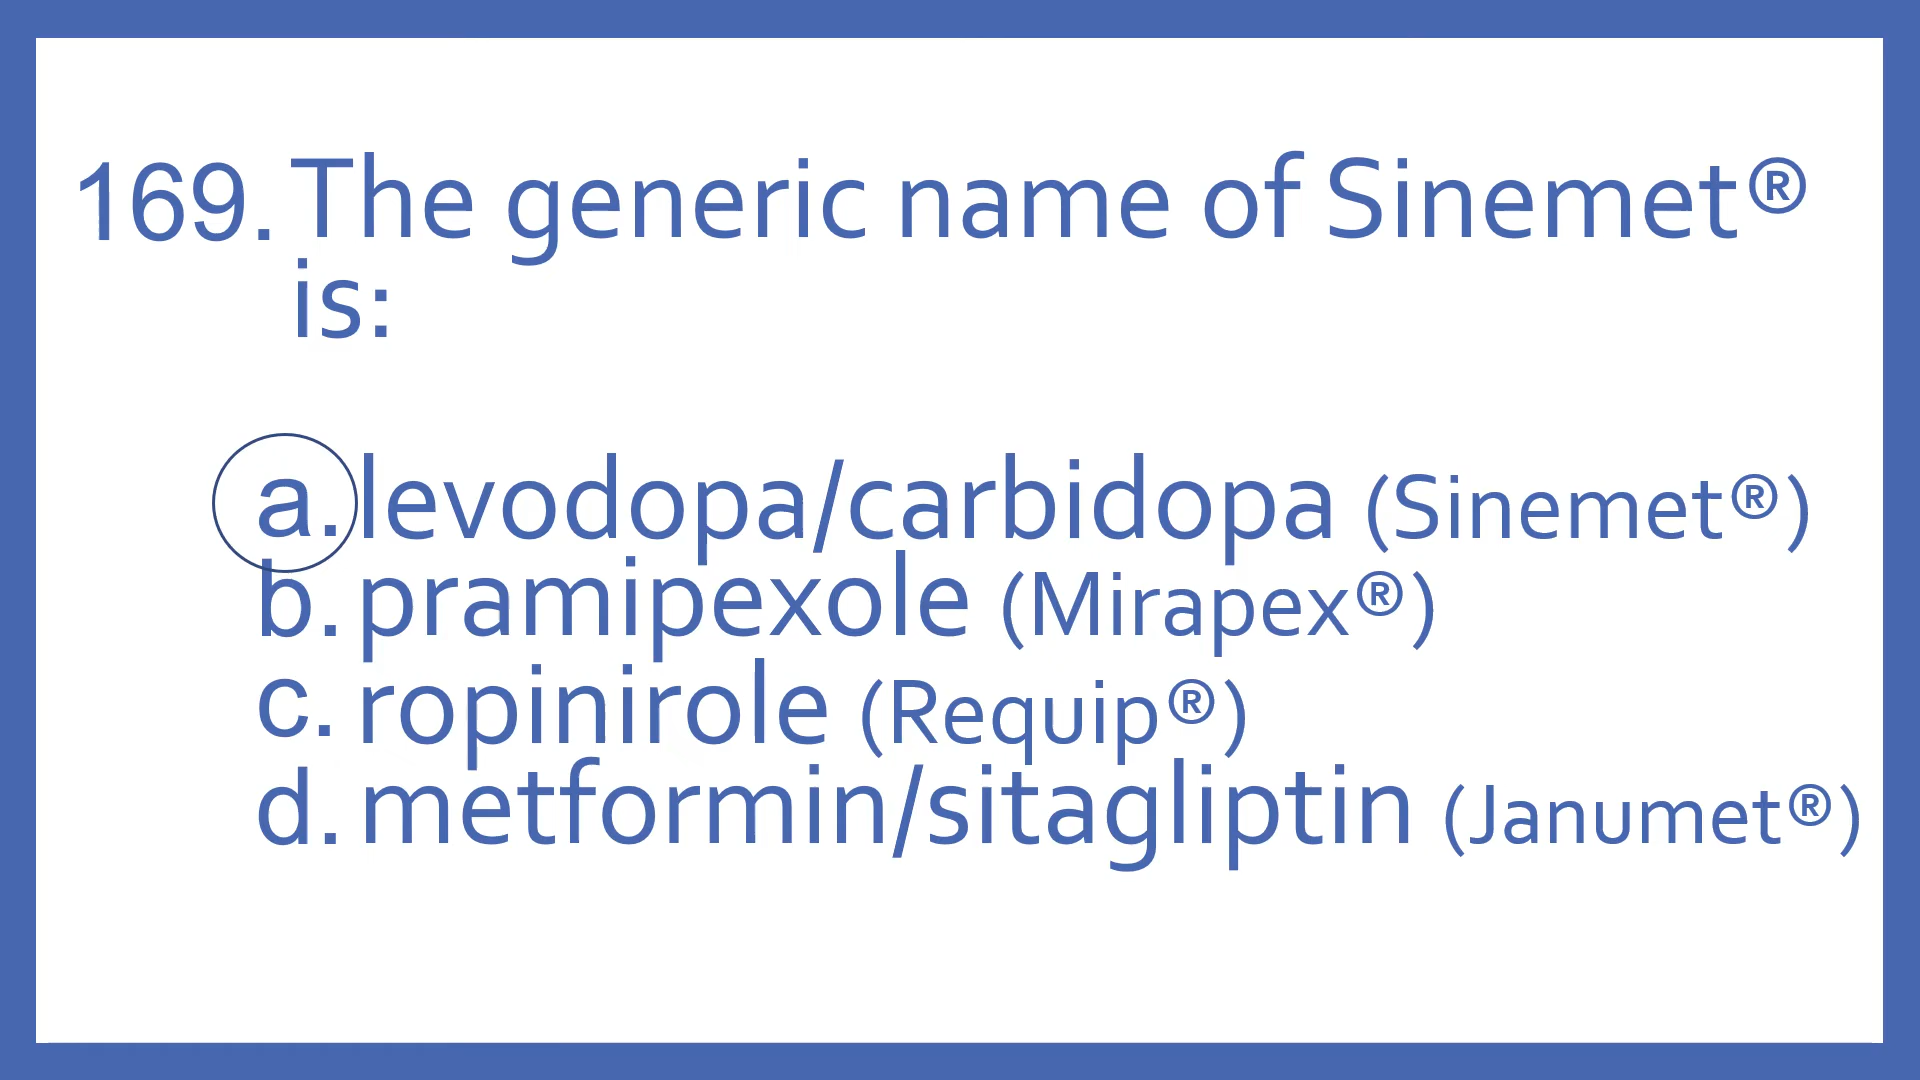 169. The generic name of Sinemet®
is:
a. levodopa/carbidopa (Sinemet®)
b. pramipexole (Mirapex®)
c. ropinirole (Requip®)
d. metformin/sitagliptin (Janumet®)